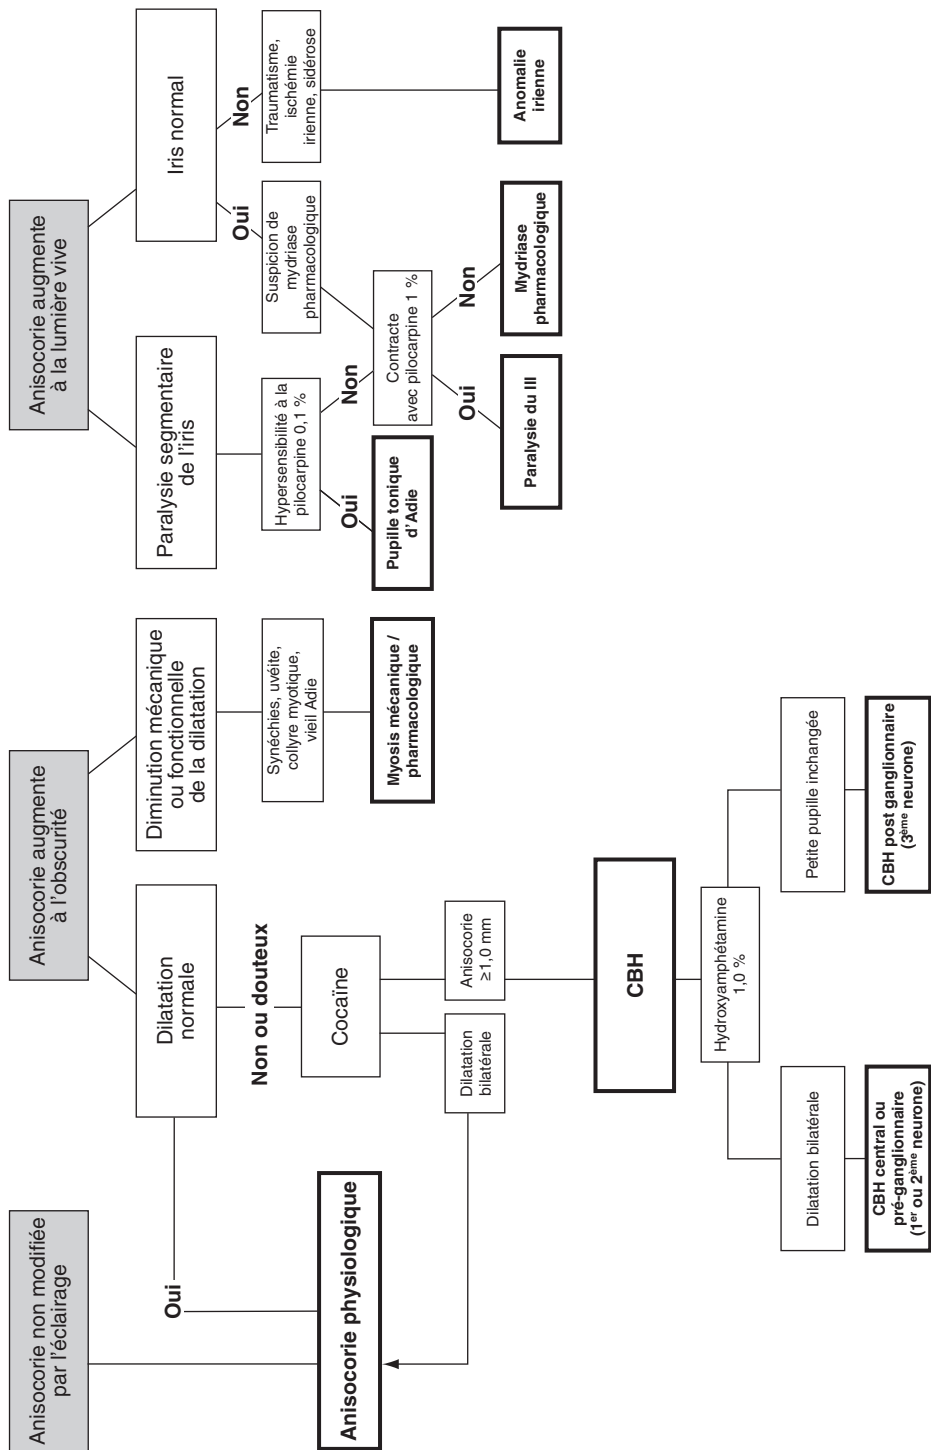 Anisocorie non modifiée
par l'éclairage
Oui
Anisocorie physiologique
Anisocorie augmente
à l'obscurité
Dilatation
normale
Non ou douteux
Cocaïne
Dilatation
bilatérale
Anisocorie
≥1,0 mm
CBH
Hydroxyamphétamine
1,0 %
Dilatation bilatérale
CBH central ou
pré-ganglionnaire
(1er ou 2ème neurone)
Petite pupille inchangée
CBH post ganglionnaire
(3ème neurone)
Diminution mécanique
ou fonctionnelle
de la dilatation
Synéchies, uvéite,
collyre myotique,
vieil Adie
Myosis mécanique /
pharmacologique
Anisocorie augmente
à la lumière vive
Paralysie segmentaire
de l'iris
Hypersensibilité à la
pilocarpine 0,1 %
Oui
Non
Pupille tonique
d'Adie
Iris normal
Oui
Non
Suspicion de
mydriase
pharmacologique
Traumatisme,
ischémie
irienne, sidérose
Contracte
avec pilocarpine 1 %
Oui
Non
Paralysie du III
Mydriase
pharmacologique
Anomalie
irienne